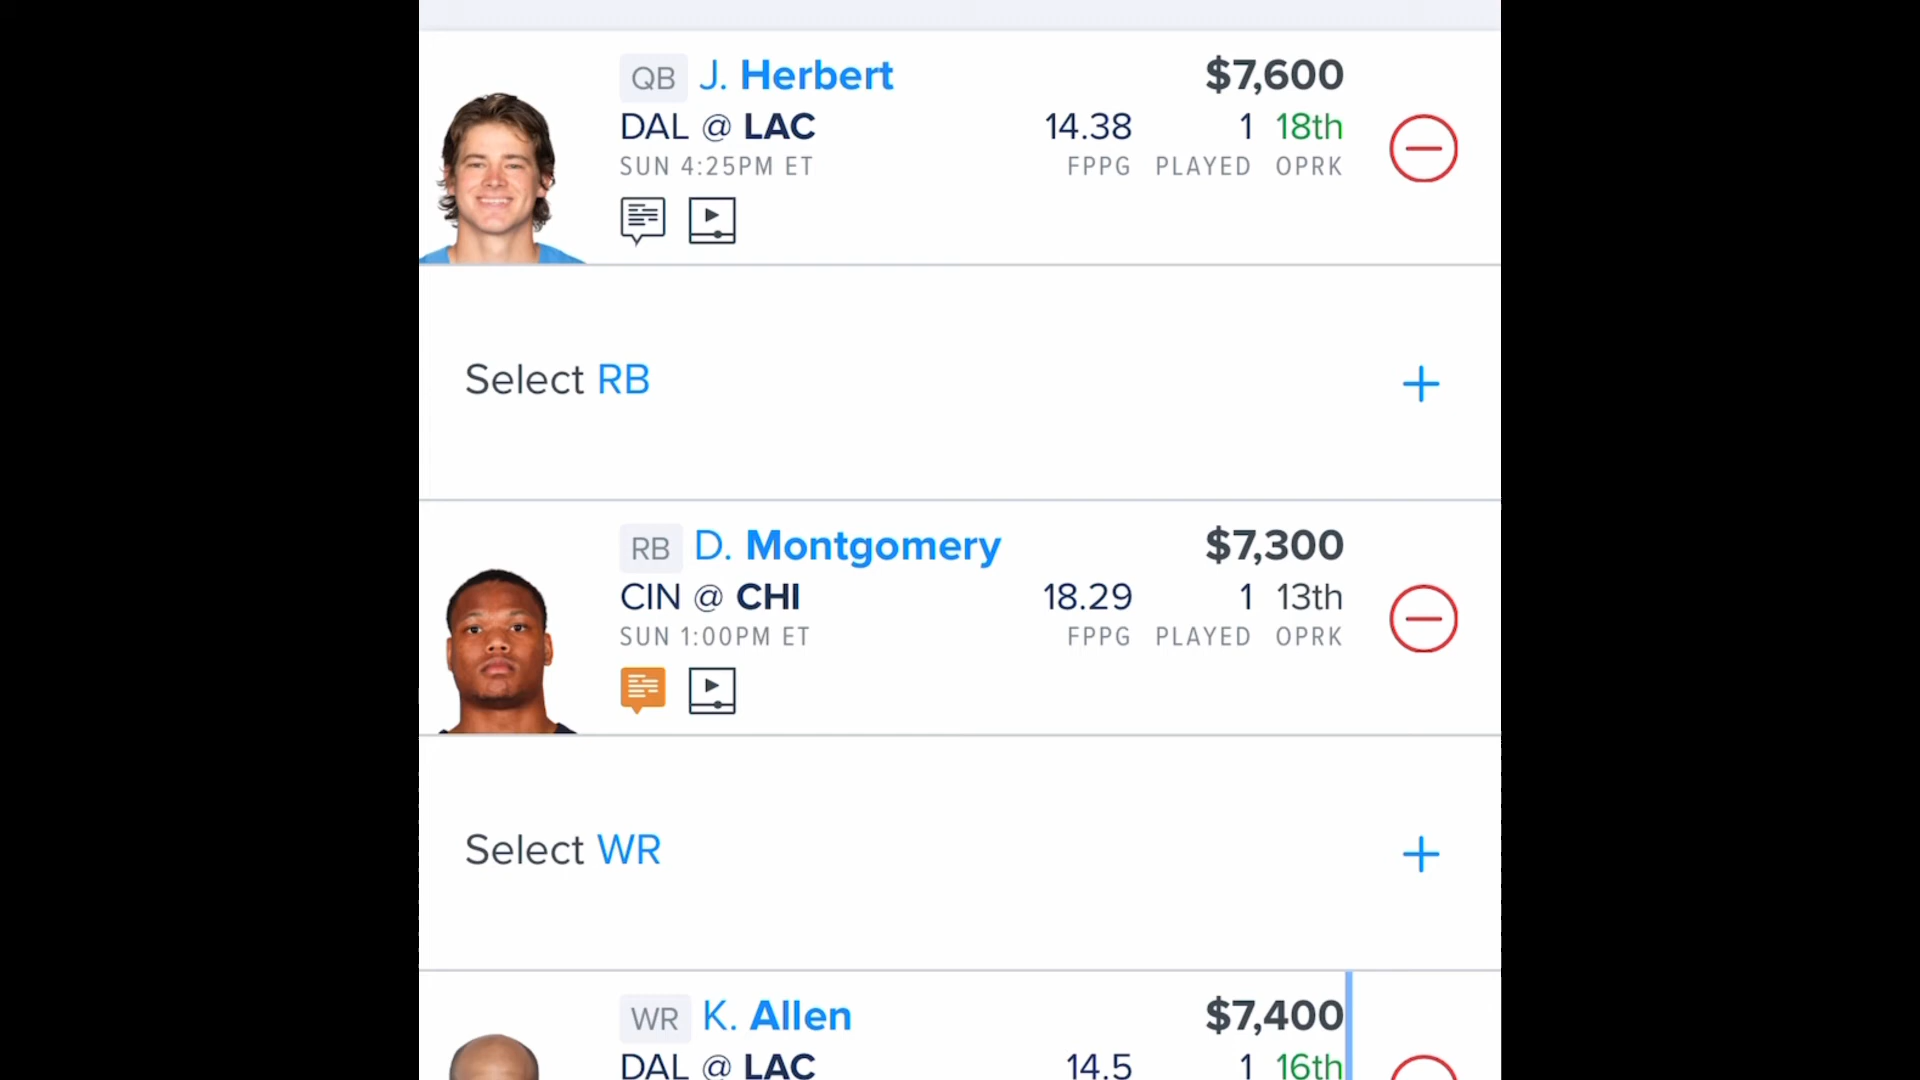 QB J. Herbert $7,600
DAL @ LAC 14.38 1 18th
SUN 4:25PM ET FPPG PLAYED OPRK
Select RB
RB D. Montgomery $7,300
CIN @ CHI 18.29 1 13th
SUN 1:00PM ET FPPG PLAYED OPRK
Select WR
WR K. Allen $7,400
DAL @ LAC 14.5 1 16th